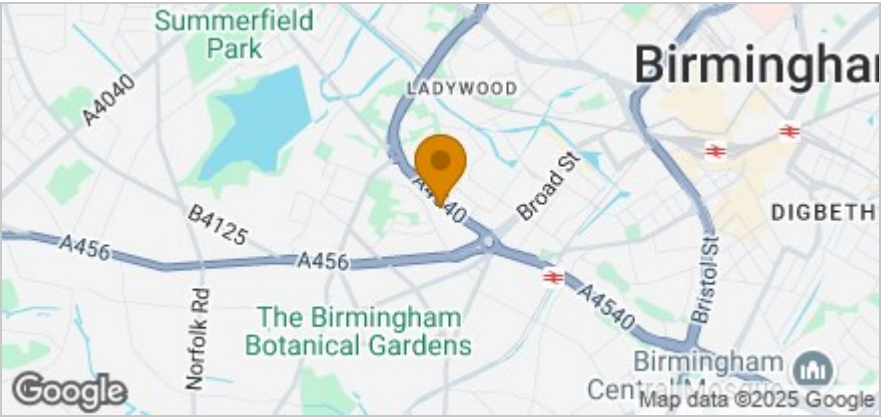 Summerfield
Park
A4040
LADYWOOD
Birmingha
A4540
Broad St
DIGBETH
B4125
A456
A456
Norfolk Rd
The Birmingham
Botanical Gardens
A4540
Bristol St
Birmingham
Central Mosque
Google
Map data ©2025 Google